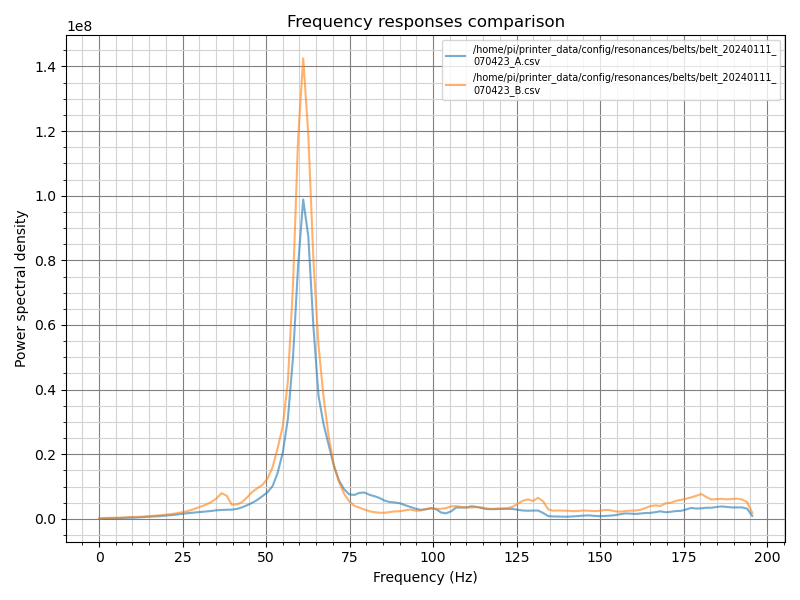 Frequency responses comparison
1e8
/home/pi/printer_data/config/resonances/belts/belt_20240111_
070423_A.csv
/home/pi/printer_data/config/resonances/belts/belt_20240111_
070423_B.csv
1.4
1.2
1.0
0.8
0.6
0.4
0.2
0.0
Power spectral density
0 25 50 75 100 125 150 175 200
Frequency (Hz)